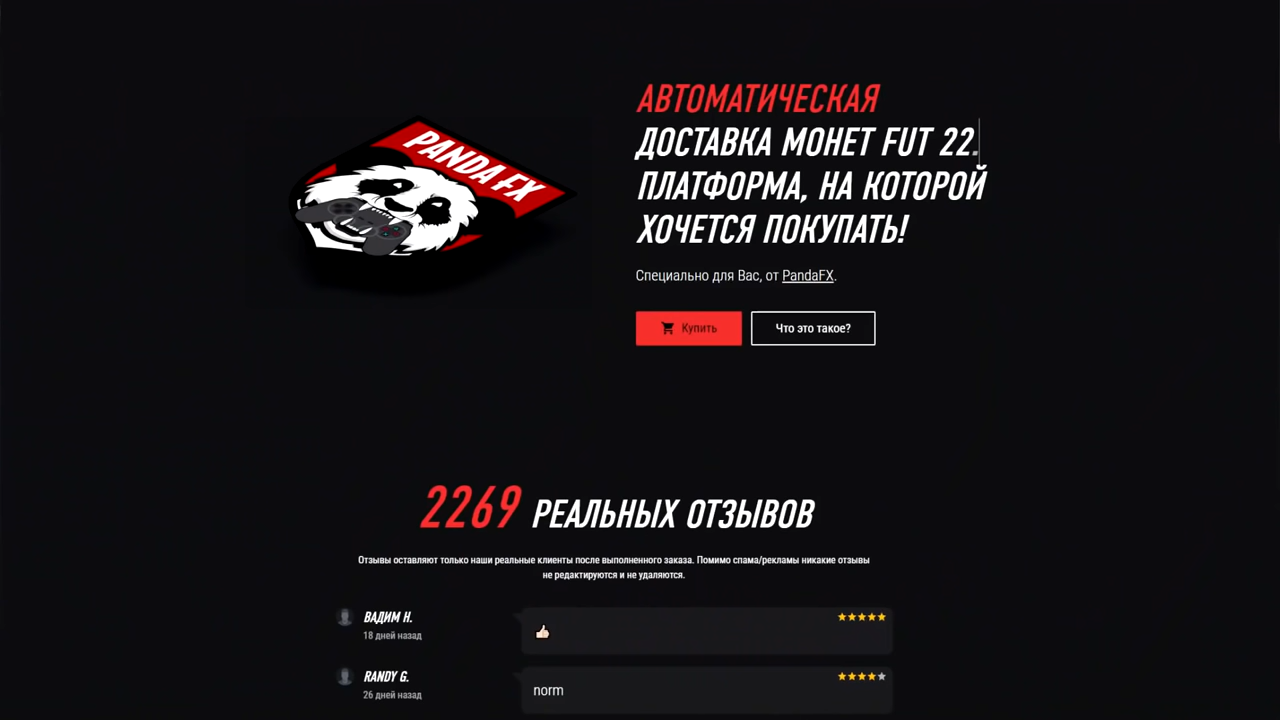 PANDA FX
АВТОМАТИЧЕСКАЯ
ДОСТАВКА МОНЕТ FUT 22.
ПЛАТФОРМА, НА КОТОРОЙ
ХОЧЕТСЯ ПОКУПАТЬ!
Специально для Вас, от PandaFX.
Купить
Что это такое?
2269 РЕАЛЬНЫХ ОТЗЫВОВ
Отзывы оставляют только наши реальные клиенты после выполненного заказа. Помимо спама/рекламы никакие отзывы
не редактируются и не удаляются.
ВАДИМ Н.
18 дней назад
RANDY G.
norm
26 дней назад